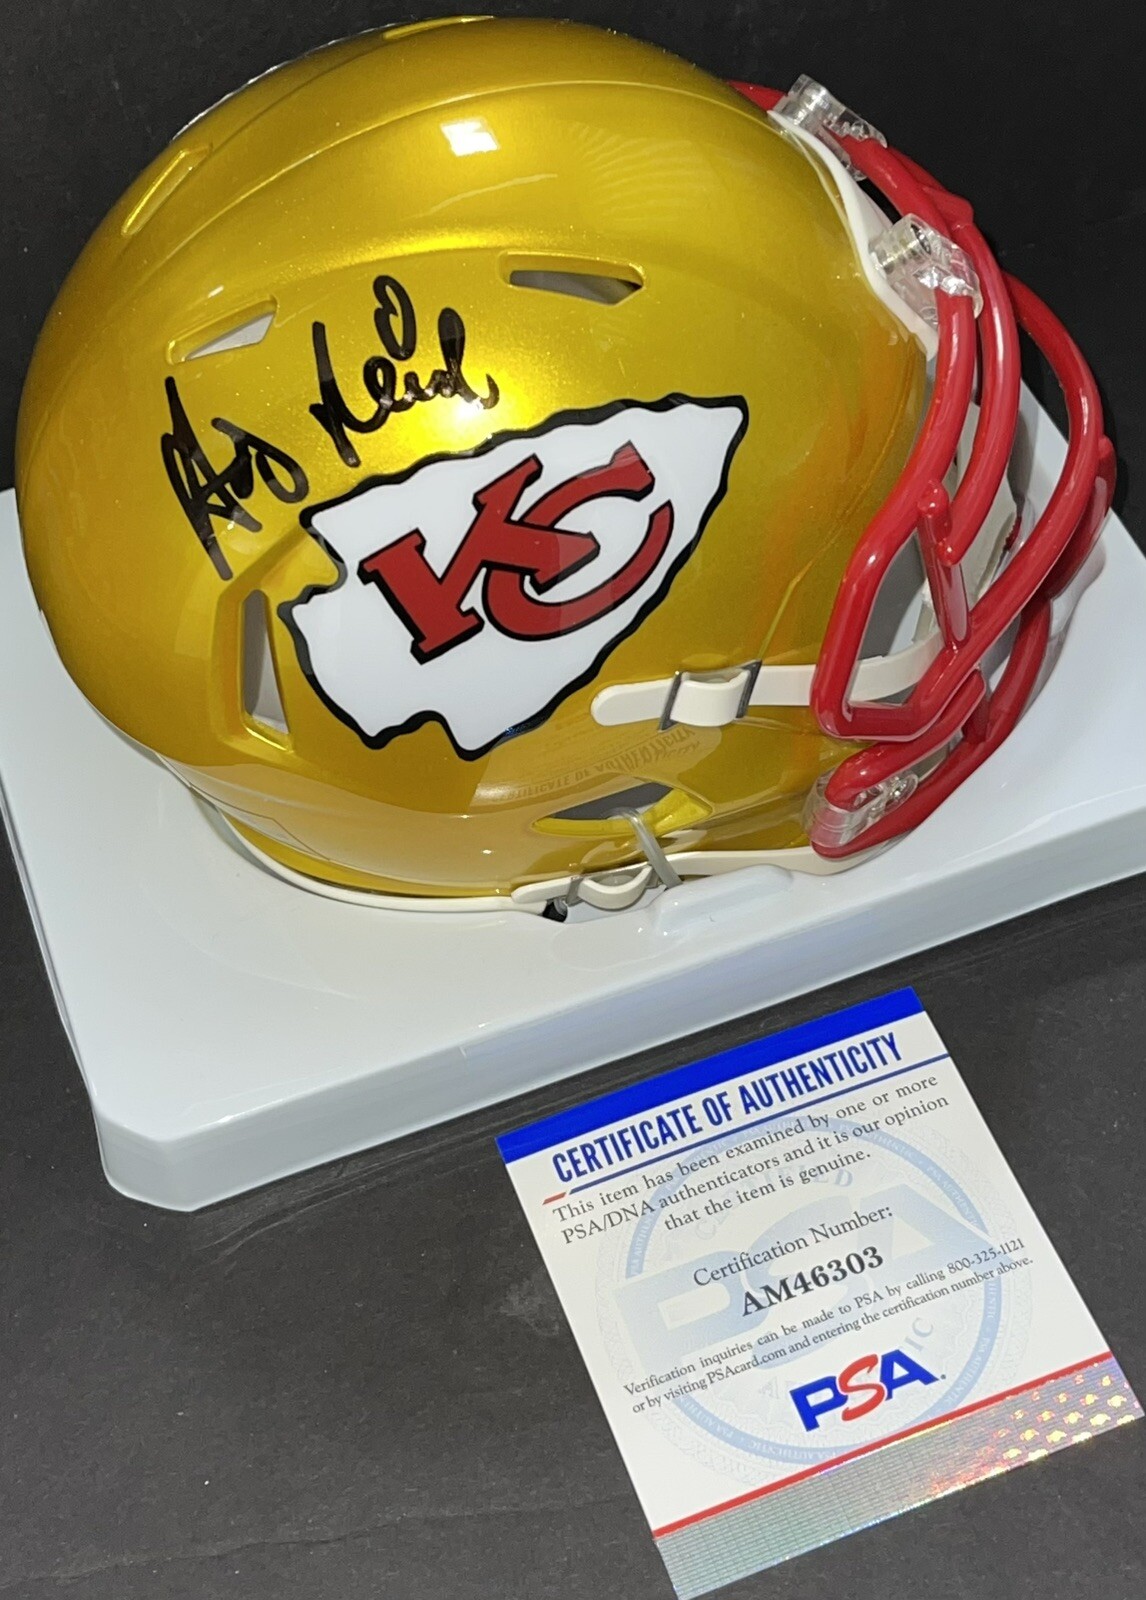 Andy Reid
KC
CERTIFICATE OF AUTHENTICITY
This item has been examined by one or more
PSA/DNA authenticators and it is our opinion
that the item is genuine.
Certification Number:
AM46303
Verification inquiries can be made to PSA by calling 800-325-1121
or by visiting PSAcard.com and entering the certification number above.
PSA